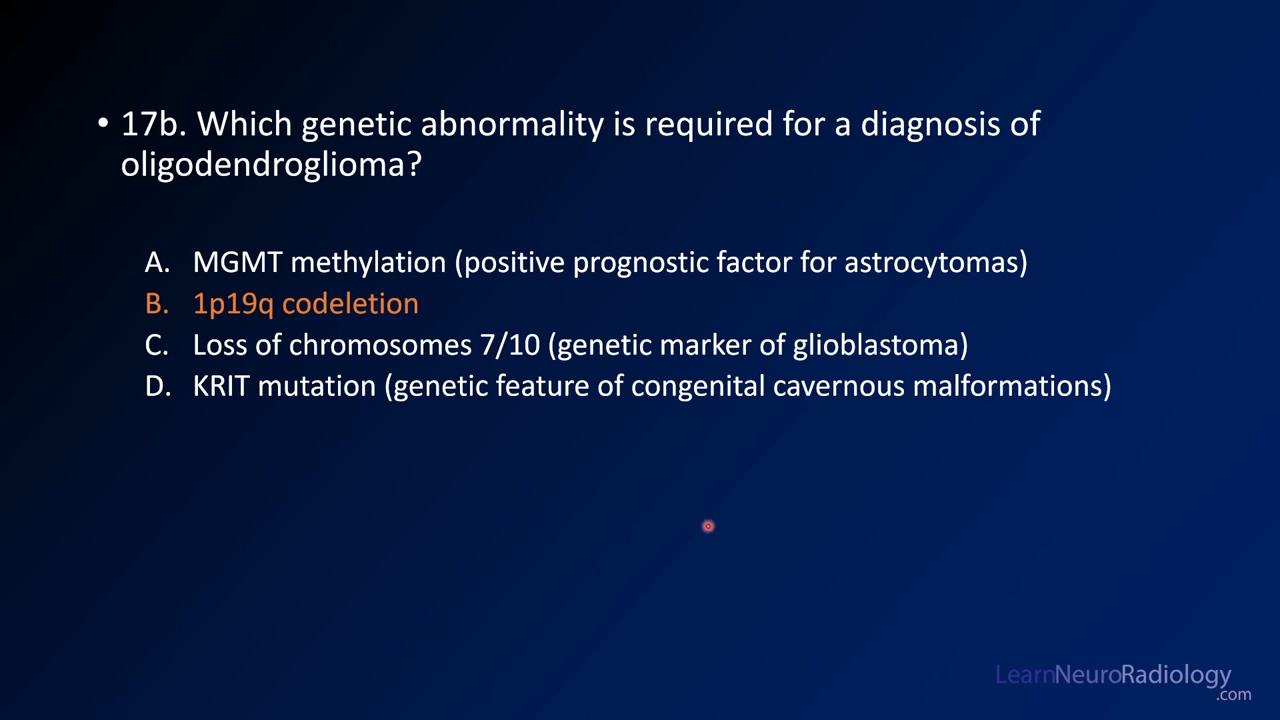 • 17b. Which genetic abnormality is required for a diagnosis of
oligodendroglioma?
A. MGMT methylation (positive prognostic factor for astrocytomas)
B. 1p19q codeletion
C. Loss of chromosomes 7/10 (genetic marker of glioblastoma)
D. KRIT mutation (genetic feature of congenital cavernous malformations)
LearnNeuroRadiology
.com